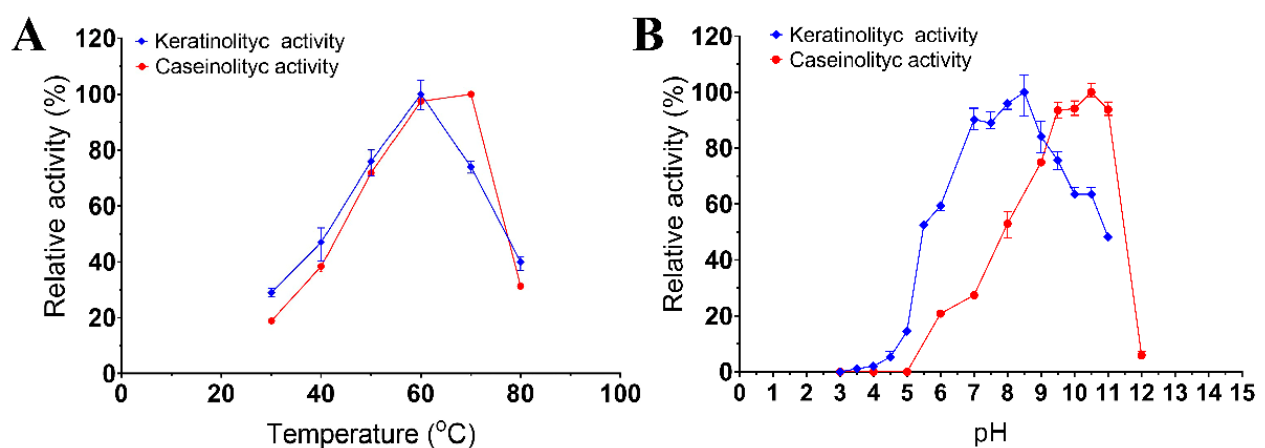 A
Keratinolityc activity
Caseinolityc activity
Relative activity (%)
120
100
80
60
40
20
0
0 20 40 60 80 100
Temperature (°C)
B
Keratinolityc activity
Caseinolityc activity
Relative activity (%)
120
100
80
60
40
20
0
0 1 2 3 4 5 6 7 8 9 10 11 12 13 14 15
pH